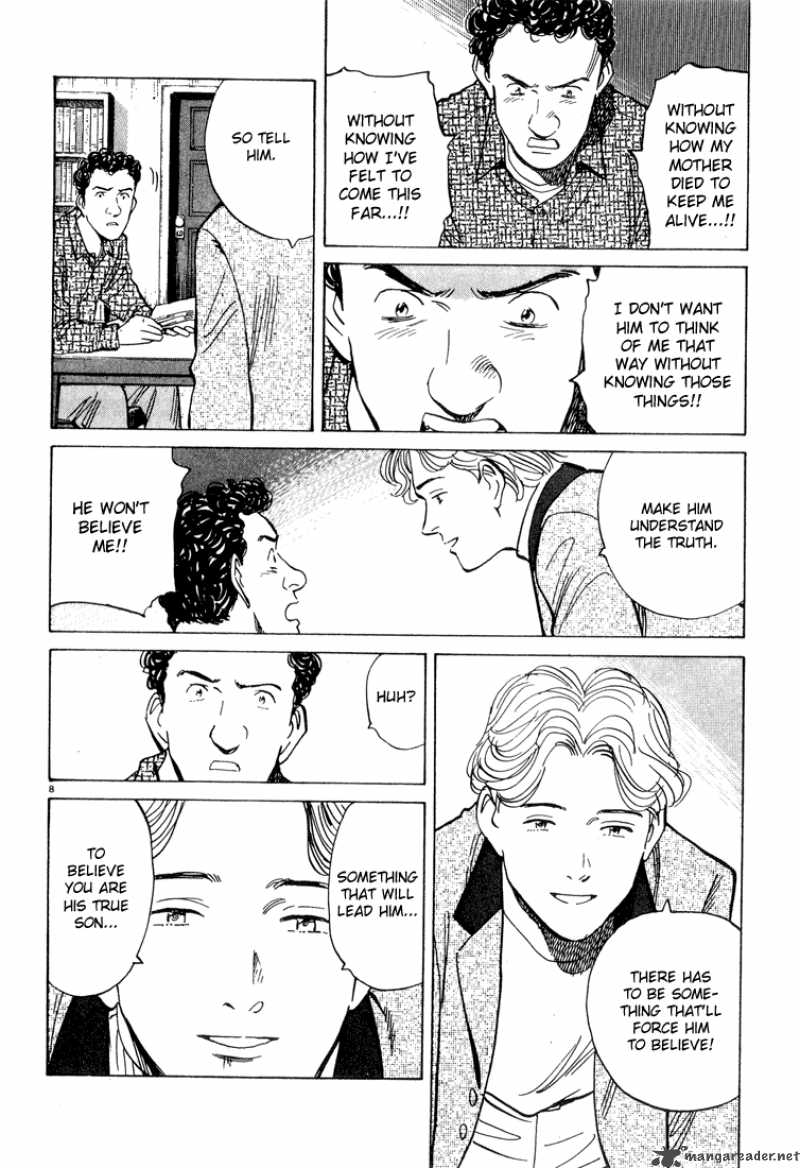 WITHOUT
KNOWING
HOW MY
MOTHER
DIED TO
KEEP ME
ALIVE...!!
WITHOUT
KNOWING
HOW I'VE
FELT TO
COME THIS
FAR...!!
SO TELL
HIM.
I DON'T WANT
HIM TO THINK
OF ME THAT
WAY WITHOUT
KNOWING THOSE
THINGS!!
MAKE HIM
UNDERSTAND
THE TRUTH.
HE WON'T
BELIEVE
ME!!
THERE HAS
TO BE SOME-
THING THAT'LL
FORCE HIM
TO BELIEVE!
HUH?
8
SOMETHING
THAT WILL
LEAD HIM...
TO
BELIEVE
YOU ARE
HIS TRUE
SON...
mangareader.net